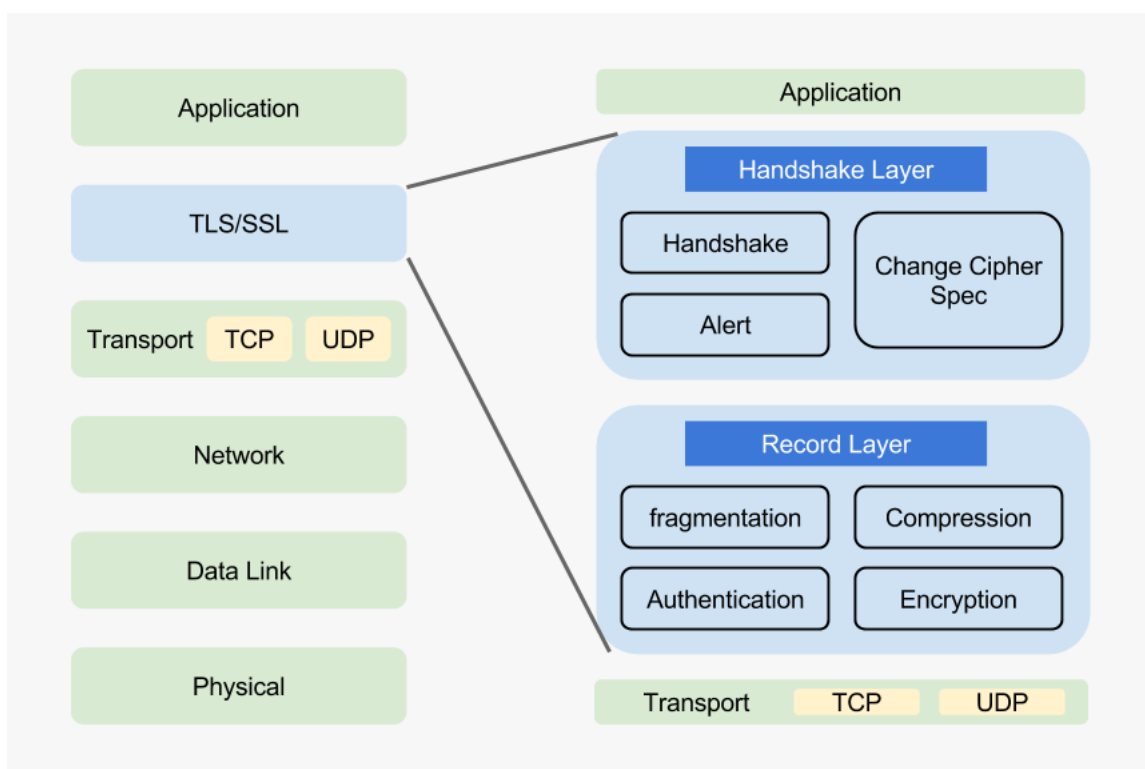 Application
TLS/SSL
Transport TCP UDP
Network
Data Link
Physical
Application
Handshake Layer
Handshake
Alert
Change Cipher
Spec
Record Layer
fragmentation
Compression
Authentication
Encryption
Transport TCP UDP